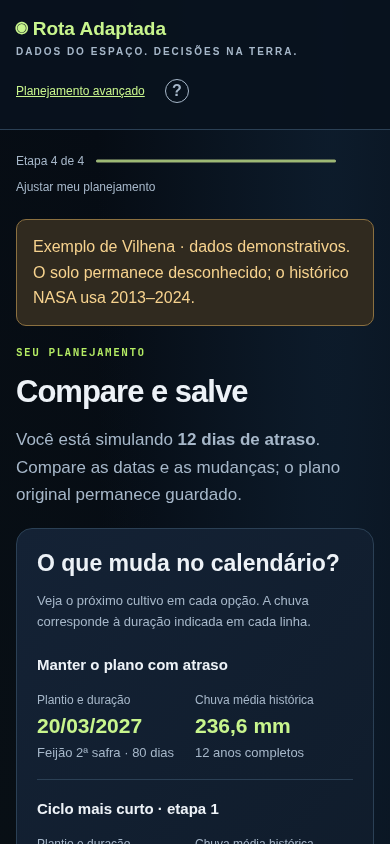 Rota Adaptada
DADOS DO ESPAÇO. DECISÕES NA TERRA.
Planejamento avançado ?
Etapa 4 de 4
Ajustar meu planejamento
Exemplo de Vilhena · dados demonstrativos.
O solo permanece desconhecido; o histórico
NASA usa 2013–2024.
SEU PLANEJAMENTO
Compare e salve
Você está simulando 12 dias de atraso.
Compare as datas e as mudanças; o plano
original permanece guardado.
O que muda no calendário?
Veja o próximo cultivo em cada opção. A chuva
corresponde à duração indicada em cada linha.
Manter o plano com atraso
Plantio e duração Chuva média histórica
20/03/2027 236,6 mm
Feijão 2ª safra · 80 dias 12 anos completos
Ciclo mais curto · etapa 1
Plantio e duração Chuva média histórica